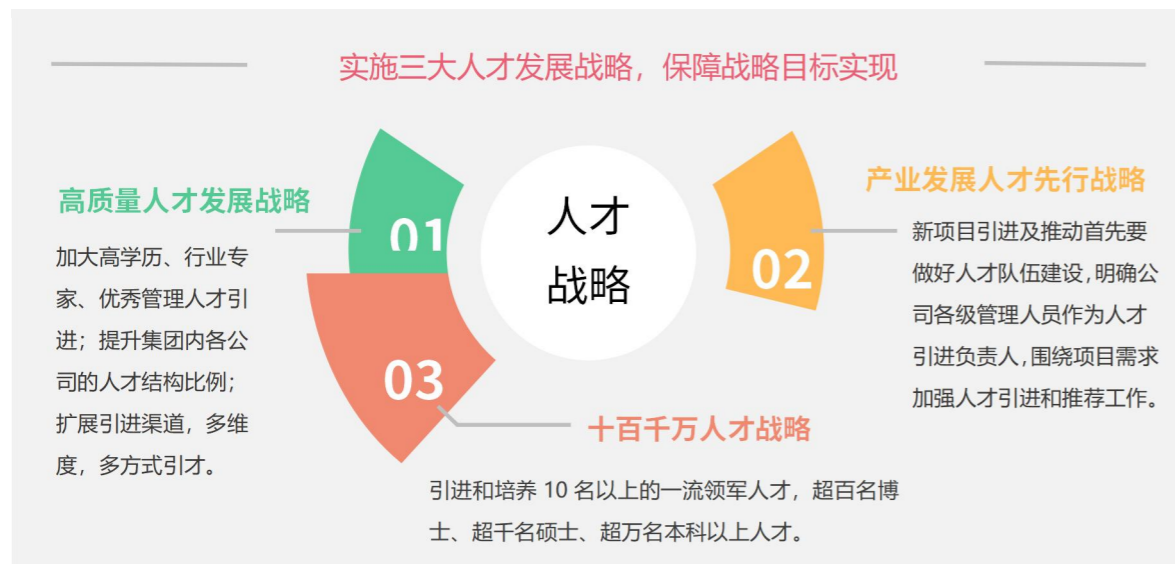 实施三大人才发展战略，保障战略目标实现
人才
战略
01
高质量人才发展战略
加大高学历、行业专
家、优秀管理人才引
进；提升集团内各公
司的人才结构比例；
扩展引进渠道，多维
度，多方式引才。
02
产业发展人才先行战略
新项目引进及推动首先要
做好人才队伍建设，明确公
司各级管理人员作为人才
引进负责人，围绕项目需求
加强人才引进和推荐工作。
03
十百千万人才战略
引进和培养 10 名以上的一流领军人才，超百名博
士、超千名硕士、超万名本科以上人才。